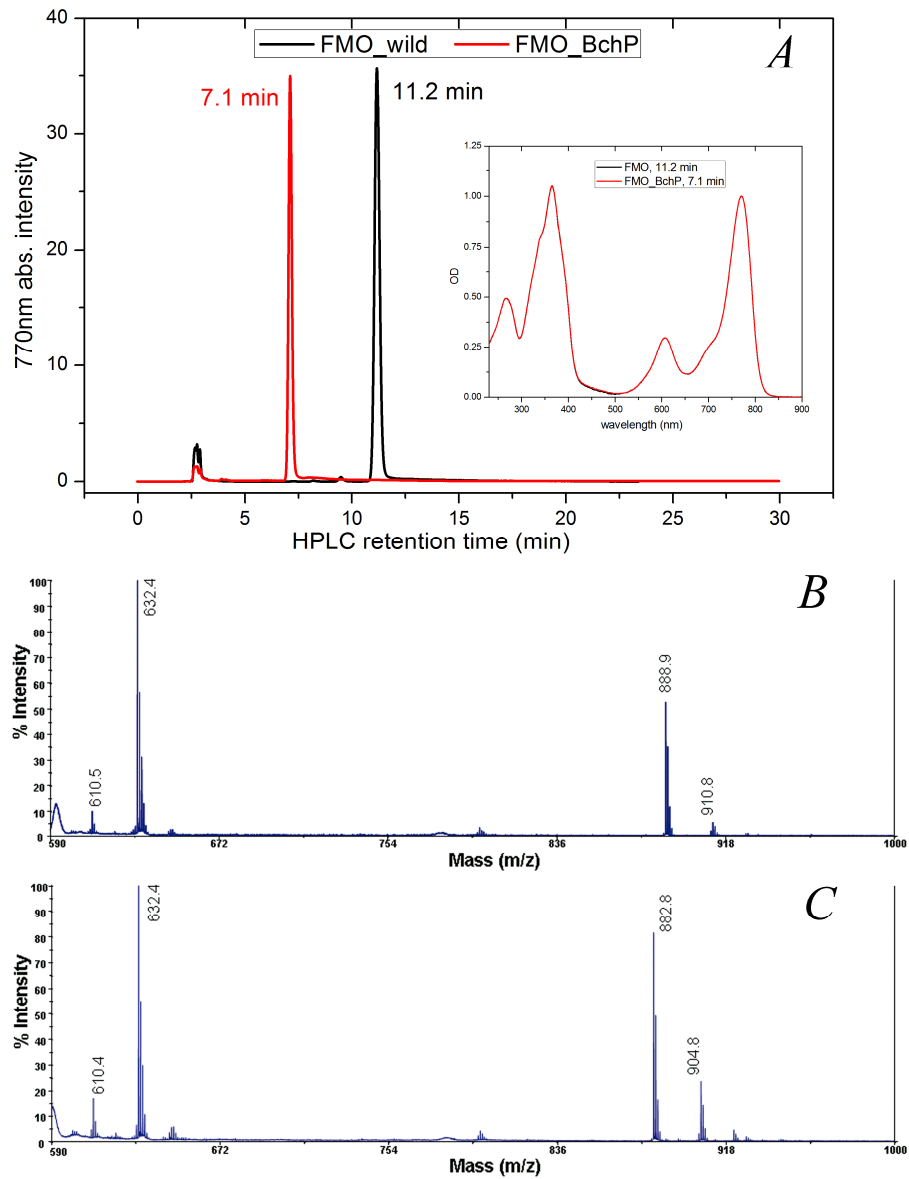 FMO_wild FMO_BchP
A
7.1 min
11.2 min
770nm abs. intensity
40
30
20
10
0
0 5 10 15 20 25 30
HPLC retention time (min)
FMO, 11.2 min
FMO_BchP, 7.1 min
OD
1.25
1.00
0.75
0.50
0.25
0.00
300 400 500 600 700 800 900
wavelength (nm)
B
% Intensity
100
90
80
70
60
50
40
30
20
10
0
610.5
632.4
888.9
910.8
590 672 754 836 918 1000
Mass (m/z)
C
% Intensity
100
90
80
70
60
50
40
30
20
10
0
610.4
632.4
882.8
904.8
590 672 754 836 918 1000
Mass (m/z)